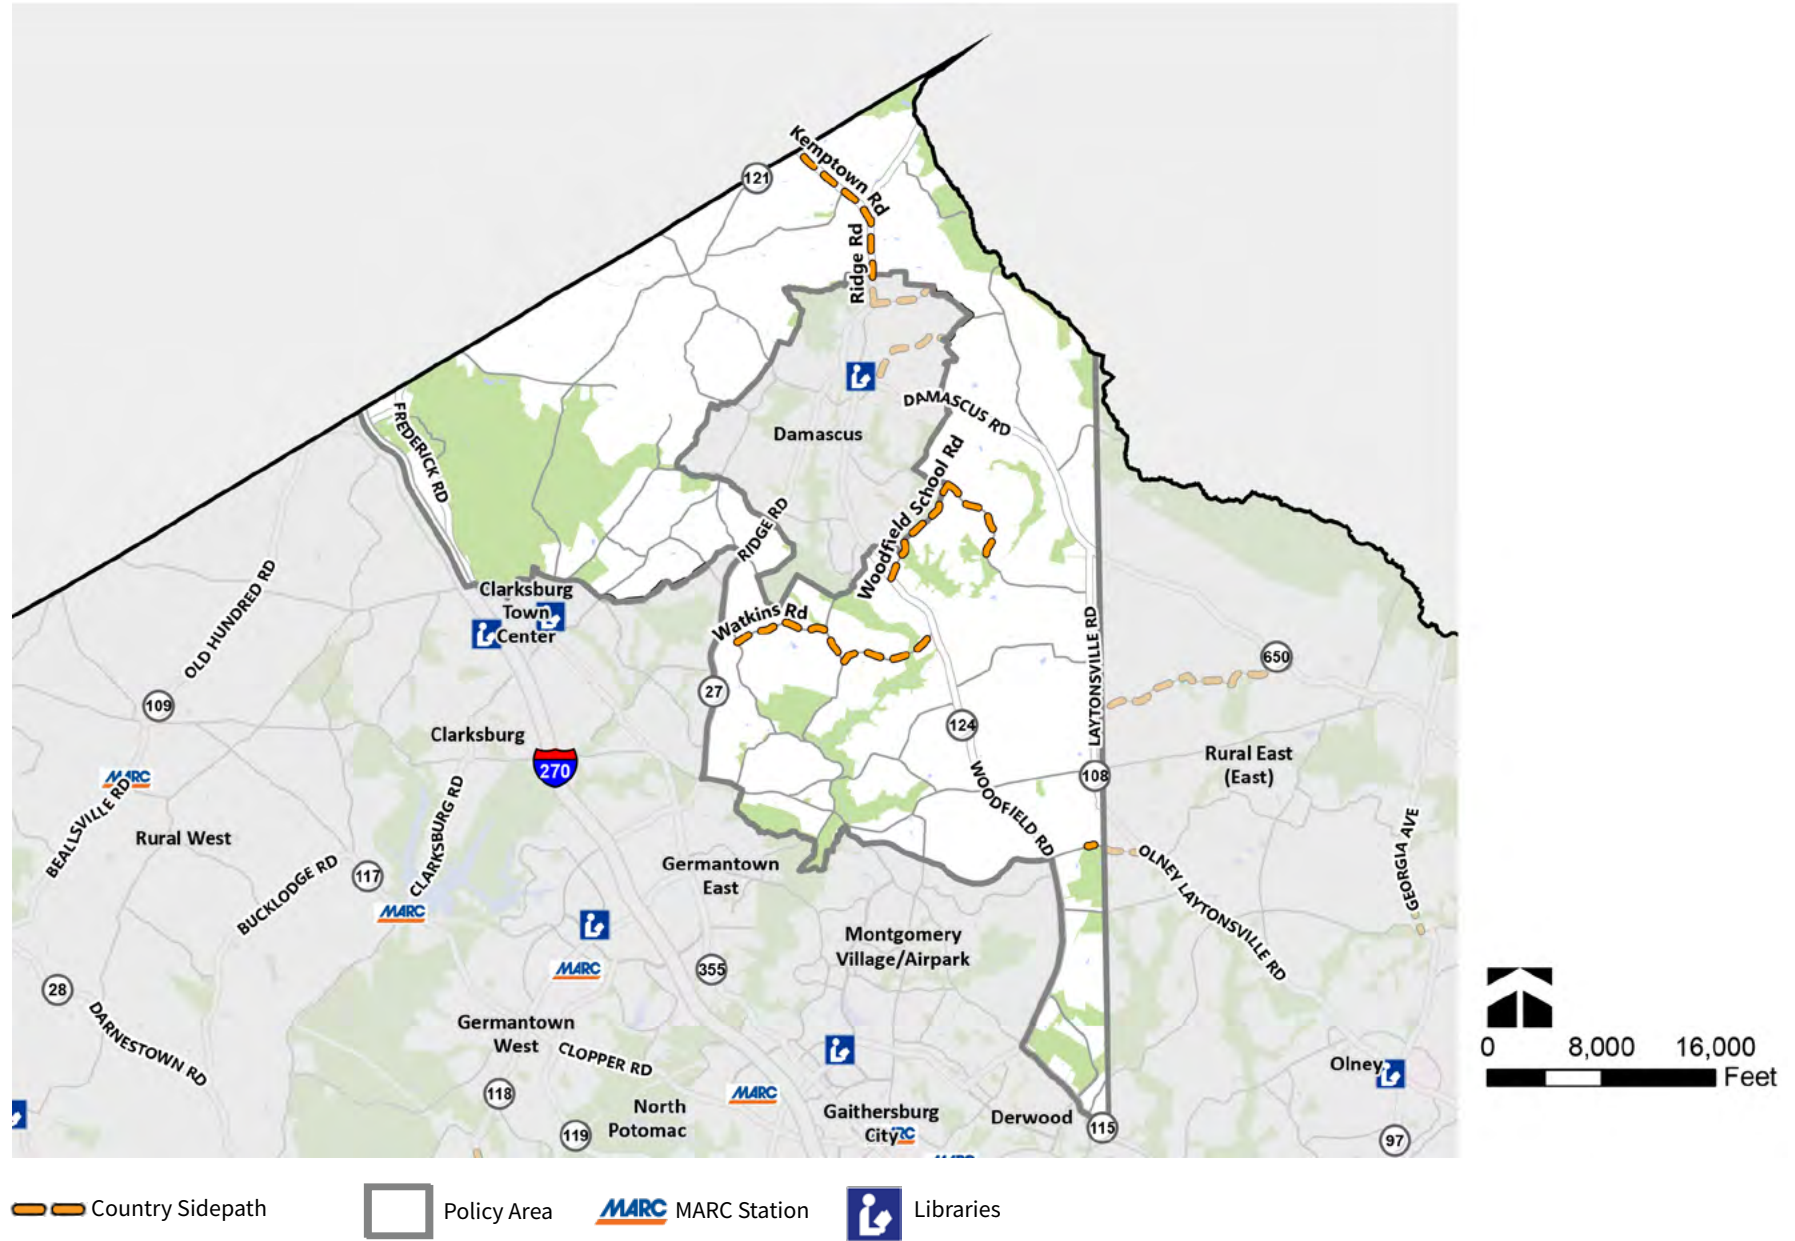 Kemptown Rd
121
Ridge Rd
FREDERICK RD
DAMASCUS RD
Damascus
Woodfield School Rd
RIDGE RD
Clarksburg
Town
Center
Watkins Rd
OLD HUNDRED RD
LAYTONSVILLE RD
650
27
109
124
Clarksburg
Rural East
(East)
270
108
MARC
WOODFIELD RD
BEALLSVILLE RD
CLARKSBURG RD
Rural West
GEORGIA AVE
OLNEY LAYTONSVILLE RD
Germantown
East
117
BUCKLODGE RD
MARC
Montgomery
Village/Airpark
MARC
355
28
DARNESTOWN RD
Germantown
West
CLOPPER RD
0 8,000 16,000
Feet
Olney
118
MARC
North
Potomac
Gaithersburg
City
Derwood
119
115
97
Country Sidepath
Policy Area
MARC MARC Station
Libraries